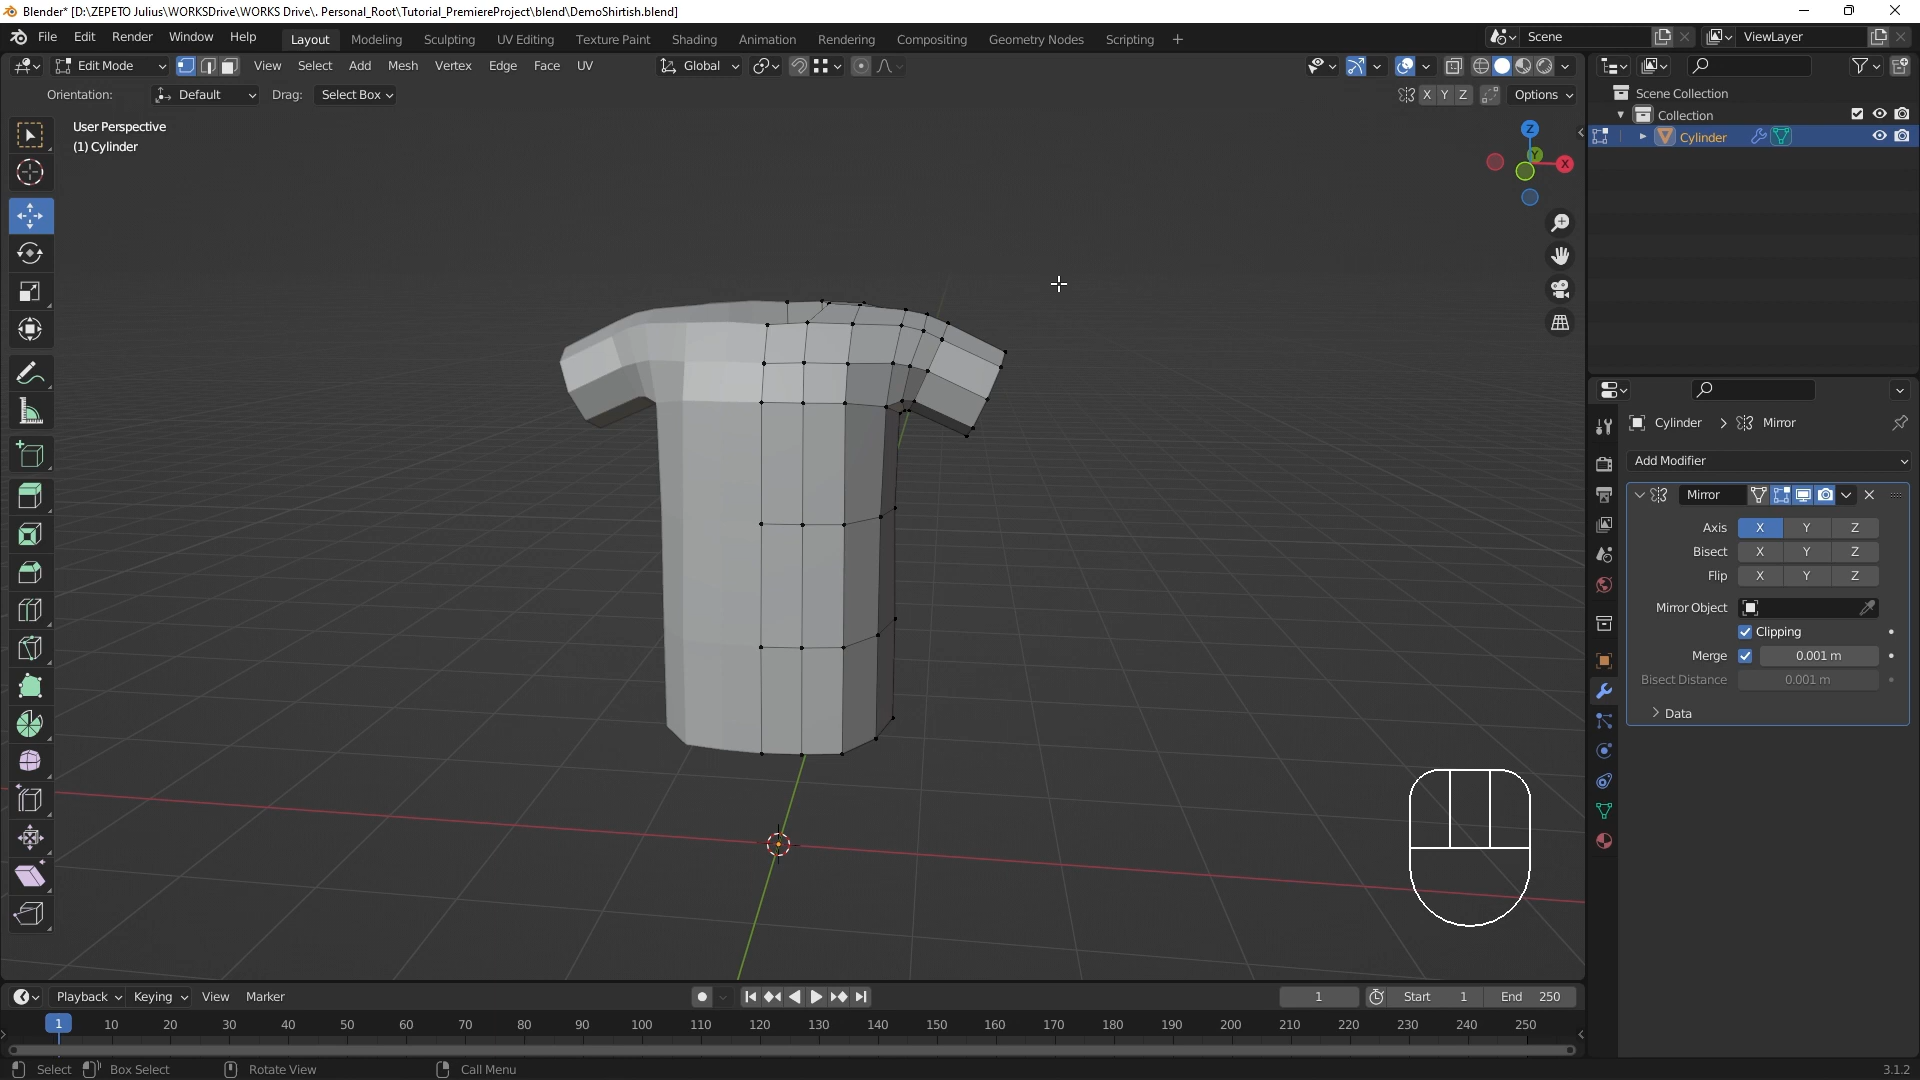 Blender* [D:\ZEPETO Julius\WORKSDrive\WORKS Drive\. Personal_Root\Tutorial_PremiereProject\blend\DemoShirtish.blend]
File Edit Render Window Help Layout Modeling Sculpting UV Editing Texture Paint Shading Animation Rendering Compositing Geometry Nodes Scripting + Scene ViewLayer
Edit Mode View Select Add Mesh Vertex Edge Face UV Global
Orientation: Default Drag: Select Box X Y Z Options
User Perspective
(1) Cylinder
Z
Y
X
Scene Collection
Collection
Cylinder
Cylinder > Mirror
Add Modifier
Mirror
Axis X Y Z
Bisect X Y Z
Flip X Y Z
Mirror Object
Clipping
Merge 0.001 m
Bisect Distance 0.001 m
Data
Playback Keying View Marker 1 Start 1 End 250
1 10 20 30 40 50 60 70 80 90 100 110 120 130 140 150 160 170 180 190 200 210 220 230 240 250
Select Box Select Rotate View Call Menu 3.1.2